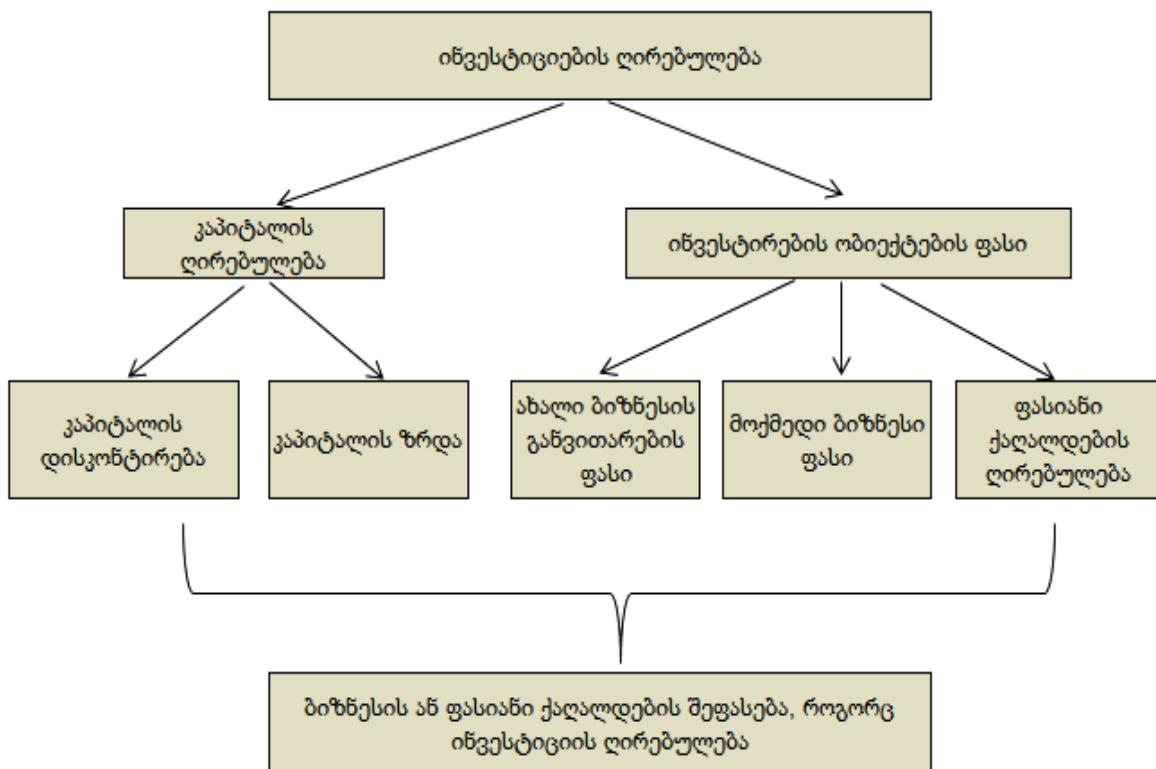 ინვესტიციების ღირებულება
კაპიტალის
ღირებულება
ინვესტირების ობიექტების ფასი
კაპიტალის
დისკონტირება
კაპიტალის ზრდა
ახალი ბიზნესის
განვითარების
ფასი
მოქმედი ბიზნესი
ფასი
ფასიანი
ქაღალდების
ღირებულება
ბიზნესის ან ფასიანი ქაღალდების შეფასება, როგორც
ინვესტიციის ღირებულება